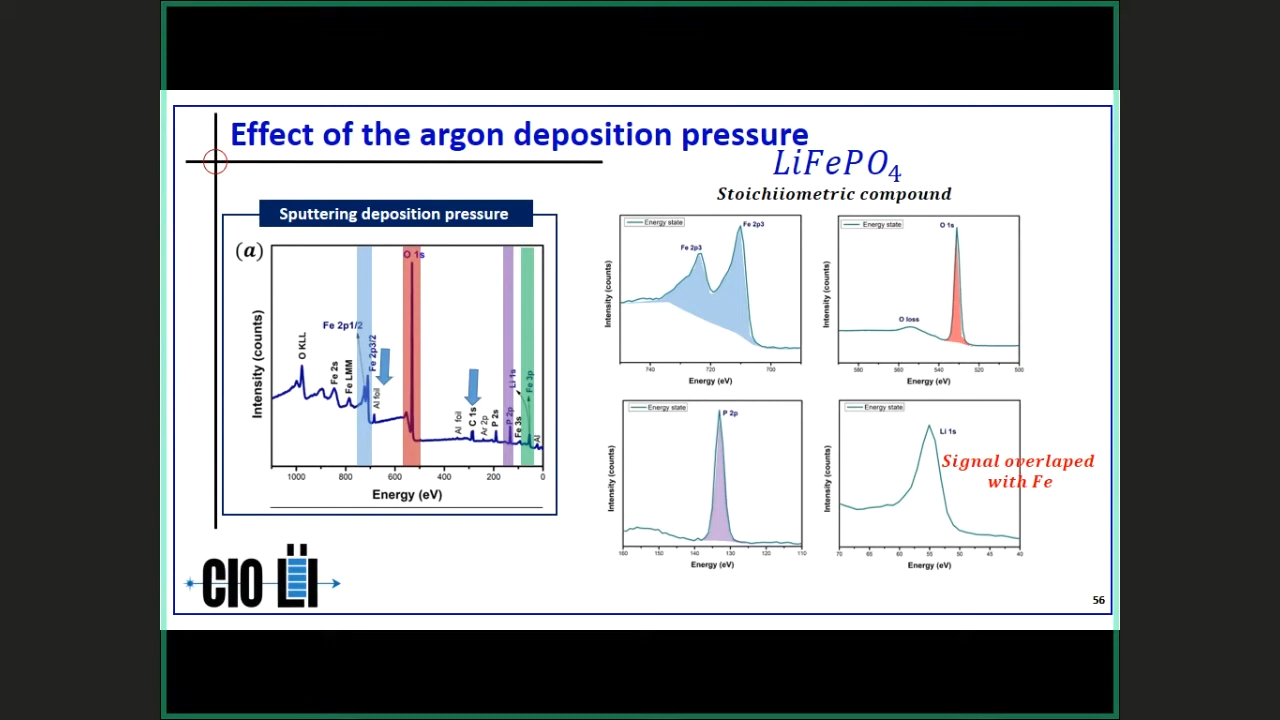 Effect of the argon deposition pressure
LiFePO4
Stoichiiometric compound
Sputtering deposition pressure
(a)
O 1s
Fe 2p1/2
Fe 2p3/2
O KLL
Fe 2s
Fe LMM
Al foil
Al foil
C 1s
Ar 2p
P 2s
P 2p
Li 1s
Fe 3s
Fe 3p
Al
Intensity (counts)
1000 800 600 400 200 0
Energy (eV)
Energy state
Fe 2p3
Fe 2p3
Intensity (counts)
740 720 700
Energy (eV)
Energy state
O 1s
O loss
Intensity (counts)
580 560 540 520 500
Energy (eV)
Energy state
P 2p
Intensity (counts)
160 150 140 130 120 110
Energy (eV)
Energy state
Li 1s
Signal overlaped
with Fe
Intensity (counts)
70 65 60 55 50 45 40
Energy (eV)
CIO LI
56